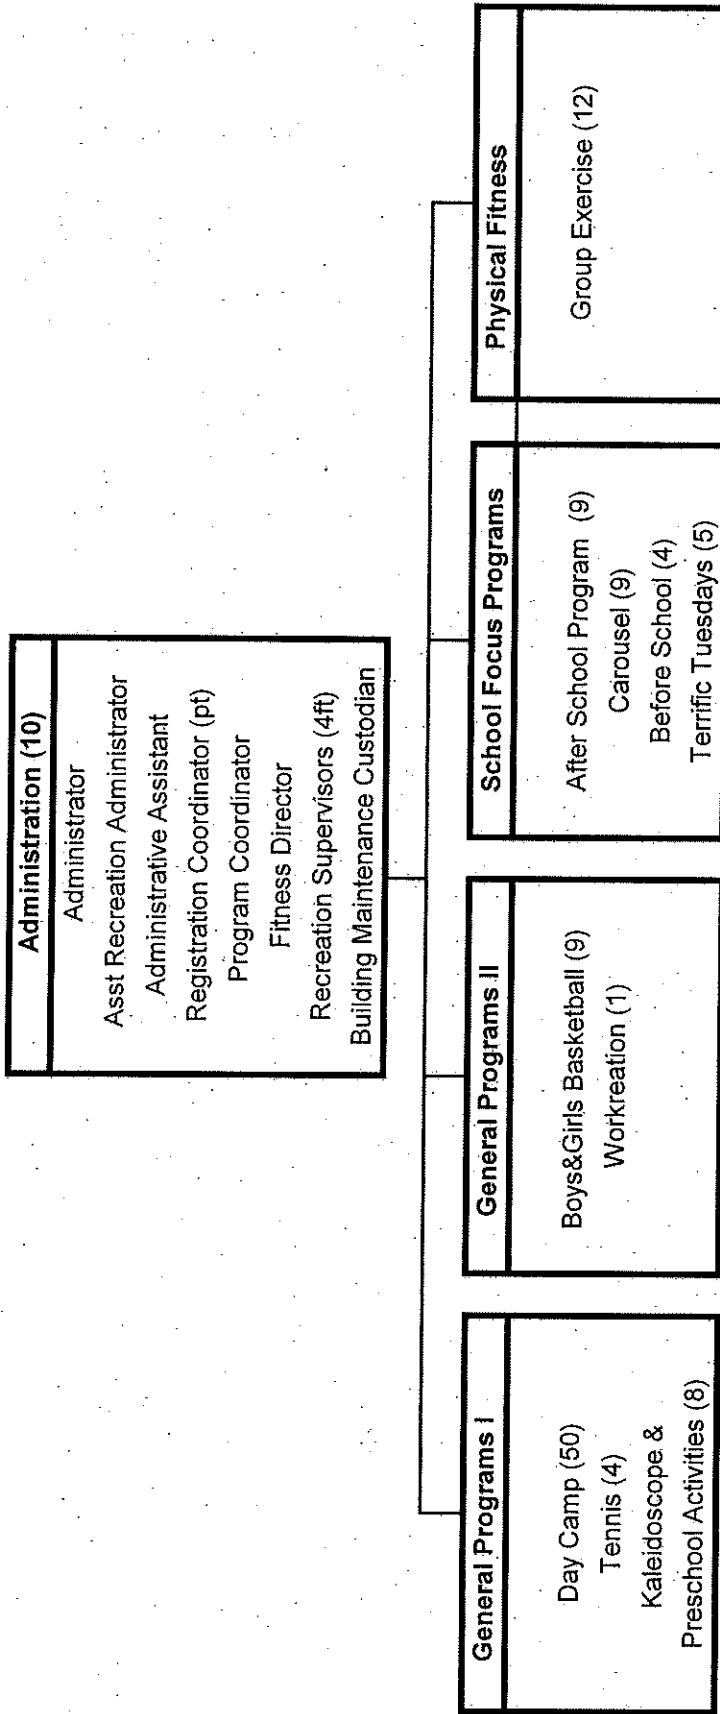 Administration (10)
Administrator
Asst Recreation Administrator
Administrative Assistant
Registration Coordinator (pt)
Program Coordinator
Fitness Director
Recreation Supervisors (4ft)
Building Maintenance Custodian
General Programs I
Day Camp (50)
Tennis (4)
Kaleidoscope &
Preschool Activities (8)
General Programs II
Boys&Girls Basketball (9)
Workreation (1)
School Focus Programs
After School Program (9)
Carousel (9)
Before School (4)
Terrific Tuesdays (5)
Physical Fitness
Group Exercise (12)